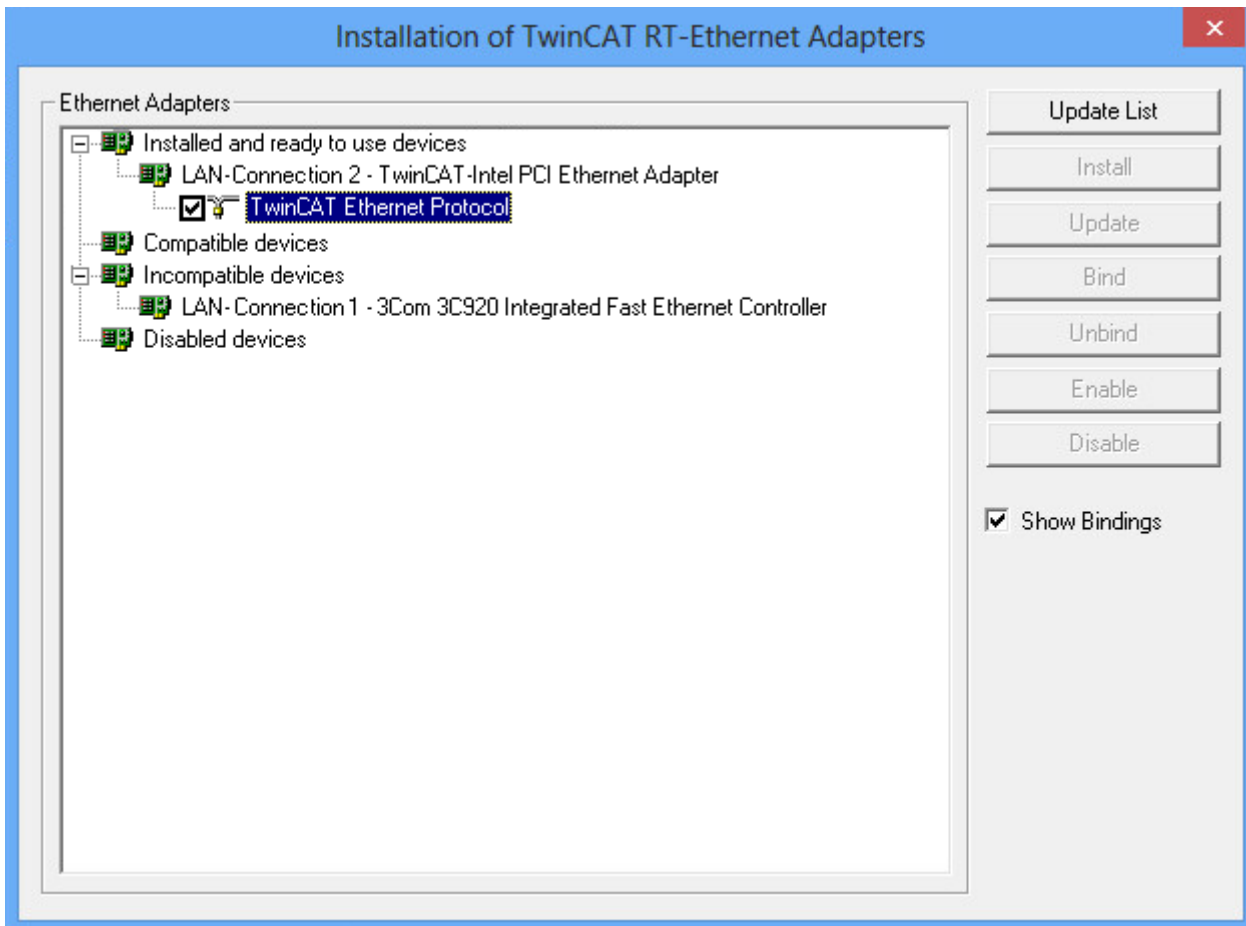 Installation of TwinCAT RT-Ethernet Adapters
Ethernet Adapters
Installed and ready to use devices
LAN-Connection 2 - TwinCAT-Intel PCI Ethernet Adapter
TwinCAT Ethernet Protocol
Compatible devices
Incompatible devices
LAN-Connection 1 - 3Com 3C920 Integrated Fast Ethernet Controller
Disabled devices
Update List
Install
Update
Bind
Unbind
Enable
Disable
Show Bindings